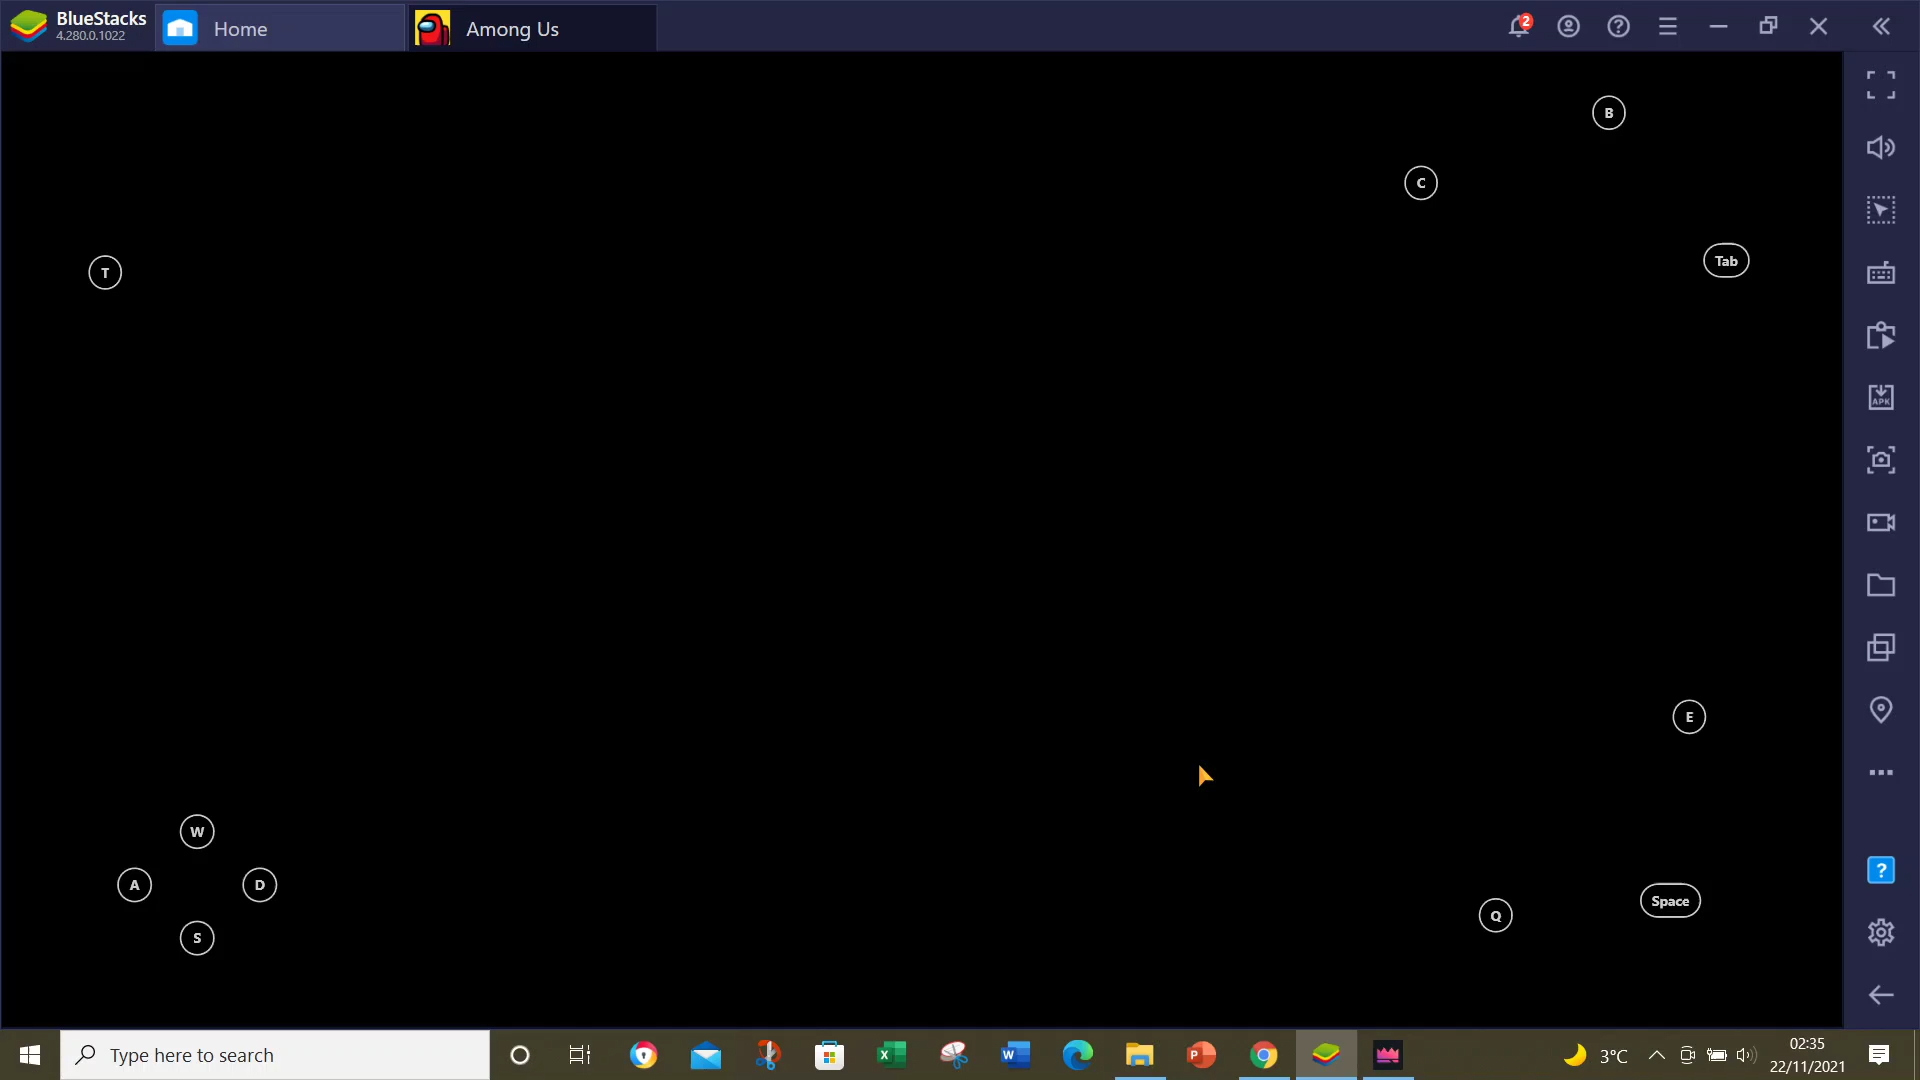 BlueStacks
4.280.0.1022
Home
Among Us
2
B
C
T
Tab
APK
E
W
A
D
S
Q
Space
?
Type here to search
X
W
P
3°C
02:35
22/11/2021